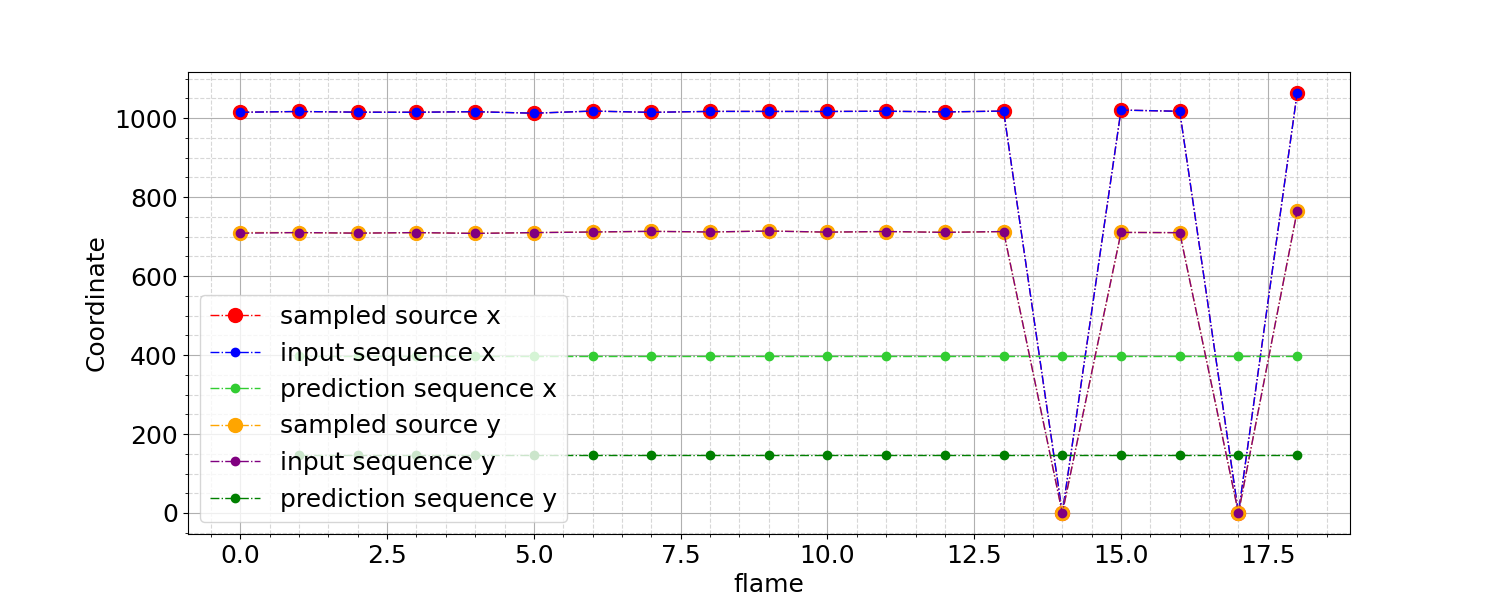 1000
800
600
400
200
0
Coordinate
sampled source x
input sequence x
prediction sequence x
sampled source y
input sequence y
prediction sequence y
0.0 2.5 5.0 7.5 10.0 12.5 15.0 17.5
flame